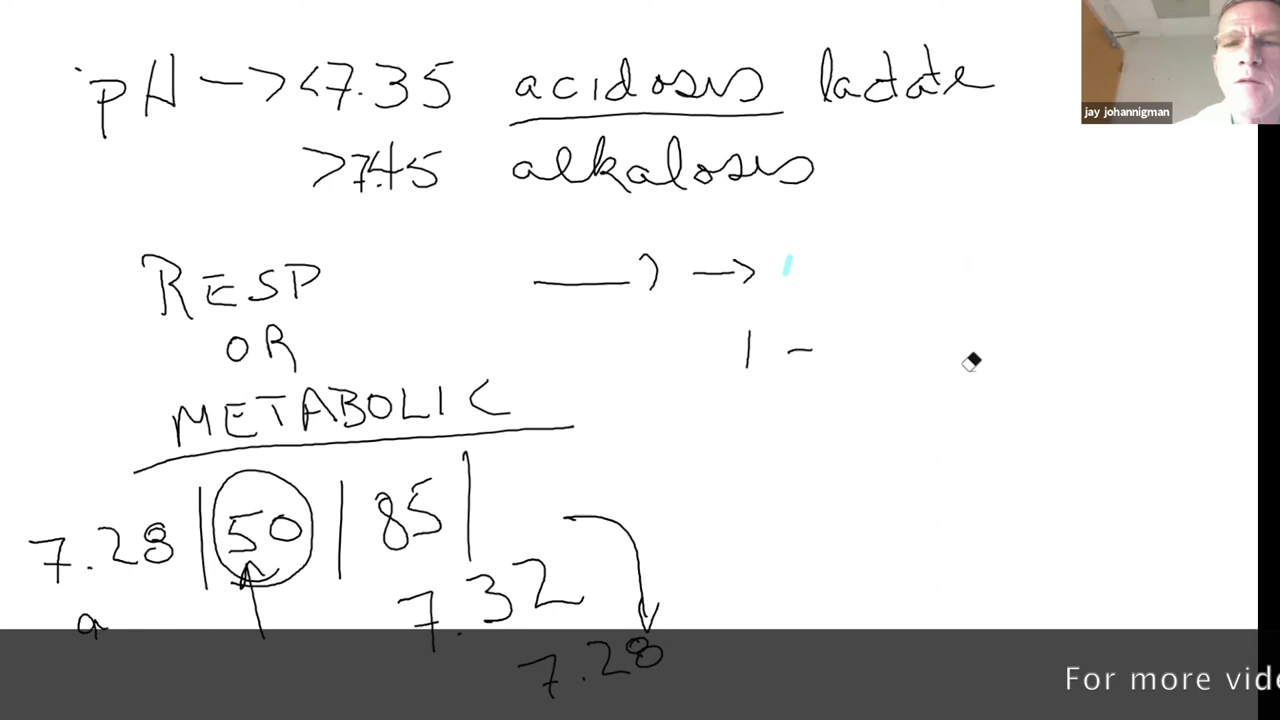 pH -> <7.35 acidosis lactate
>7.45 alkalosis
jay johannigman
RESP
OR
METABOLIC
7.28 | 50 | 85 |
a
7.32
7.28
For more vide